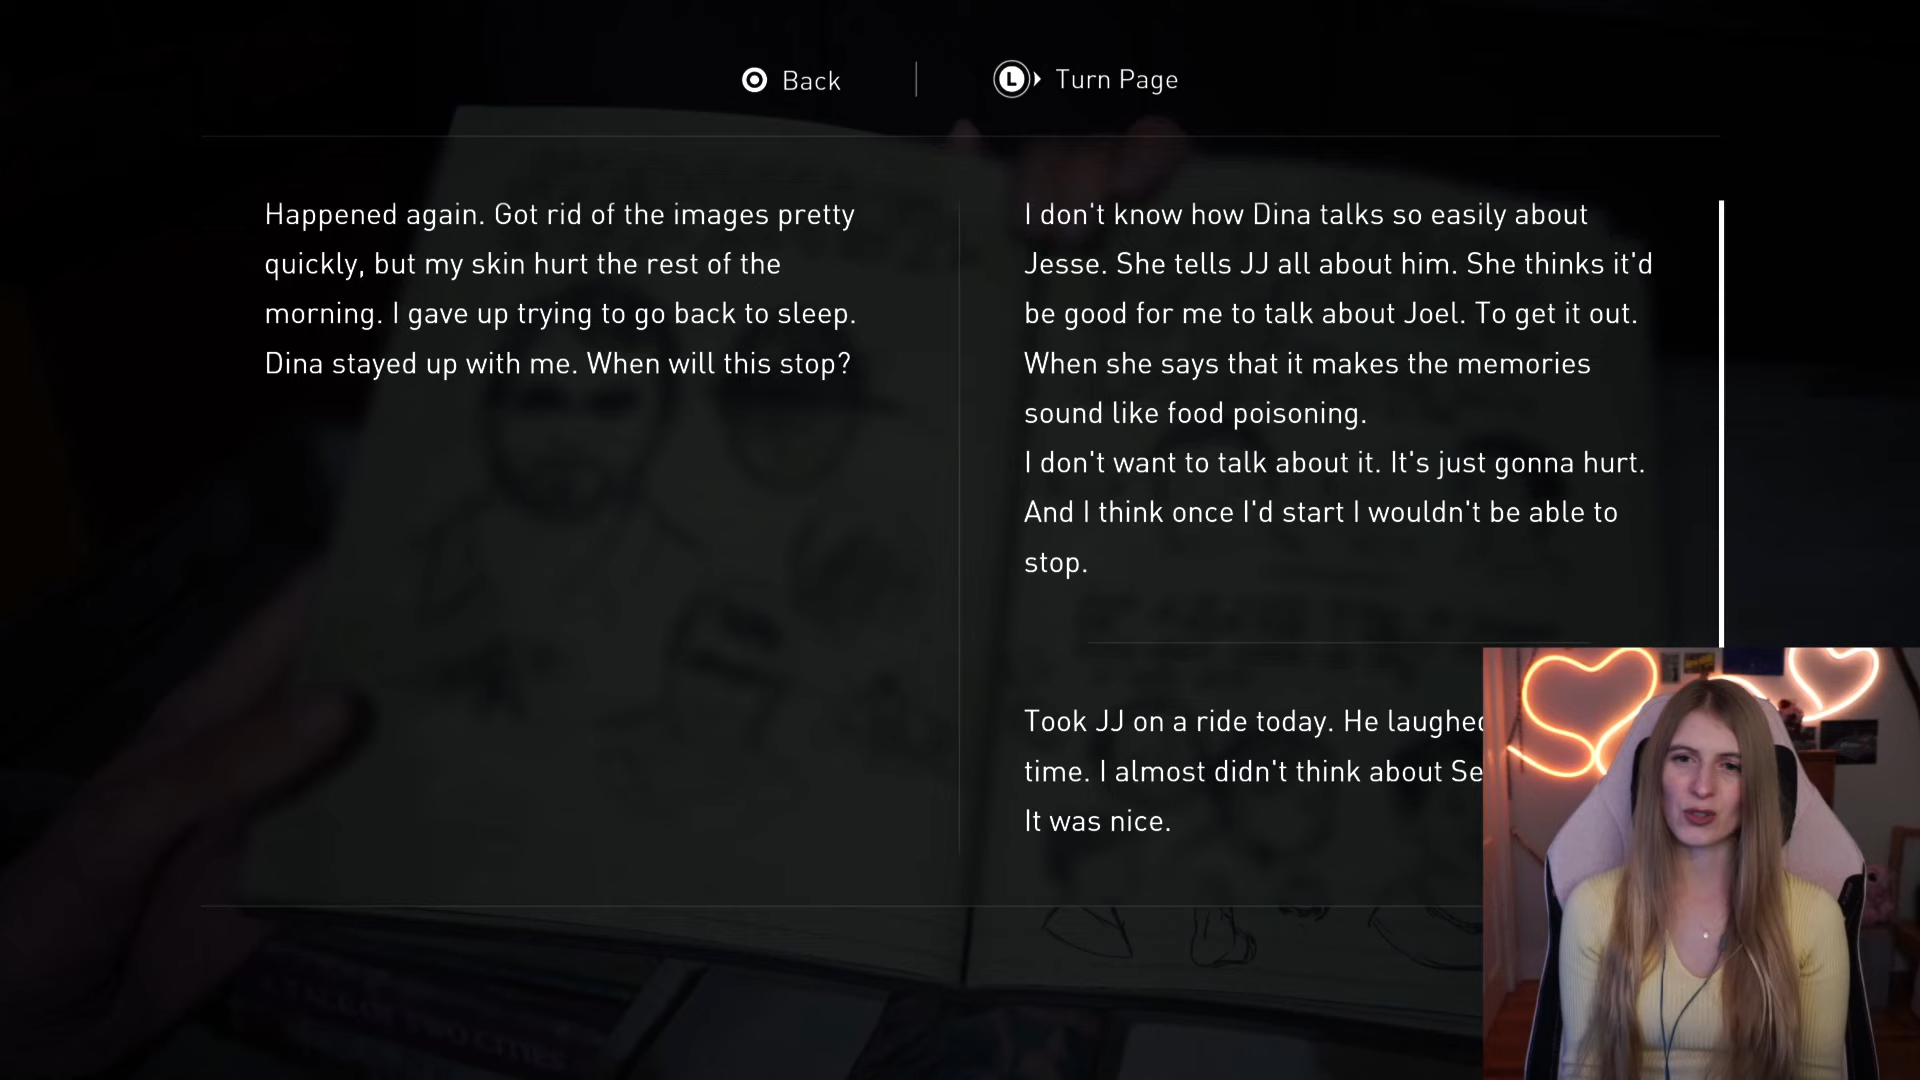 Back
L Turn Page
Happened again. Got rid of the images pretty
quickly, but my skin hurt the rest of the
morning. I gave up trying to go back to sleep.
Dina stayed up with me. When will this stop?
I don't know how Dina talks so easily about
Jesse. She tells JJ all about him. She thinks it'd
be good for me to talk about Joel. To get it out.
When she says that it makes the memories
sound like food poisoning.
I don't want to talk about it. It's just gonna hurt.
And I think once I'd start I wouldn't be able to
stop.
Took JJ on a ride today. He laughed
time. I almost didn't think about Se
It was nice.
A TALE OF TWO CITIES